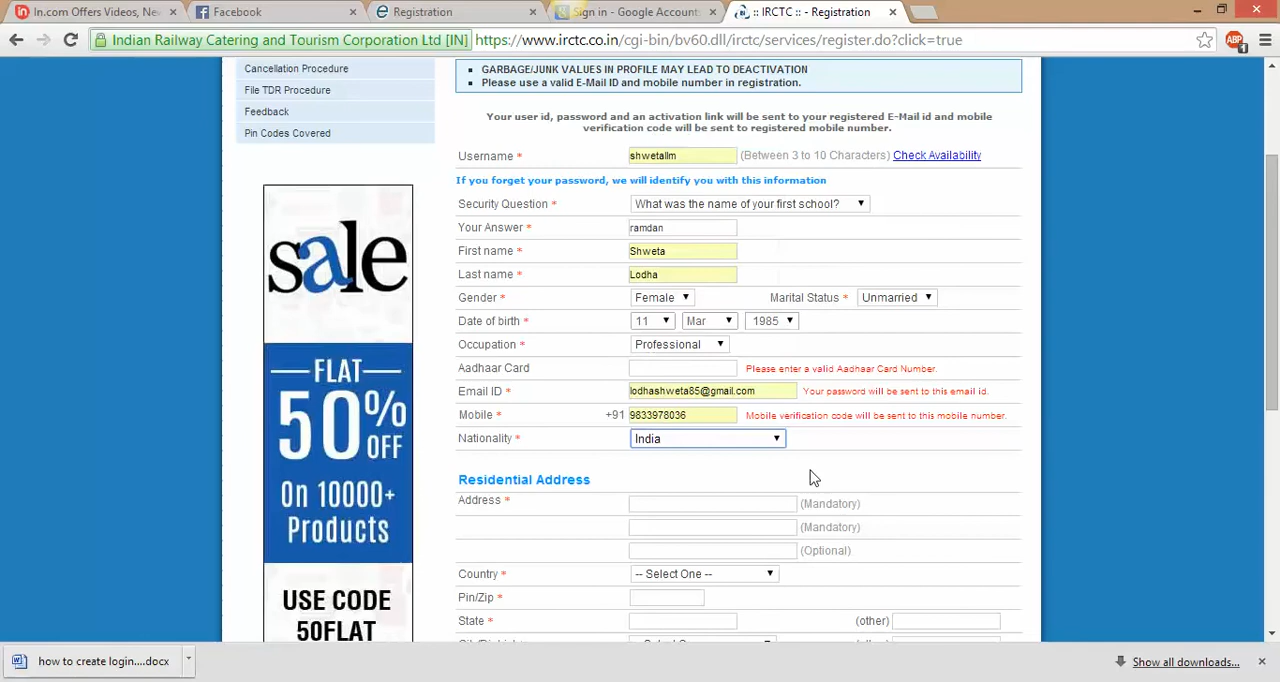 In.com Offers Videos, Nev
Facebook
Registration
Sign in - Google Account
:: IRCTC :: - Registration
Indian Railway Catering and Tourism Corporation Ltd [IN] https://www.irctc.co.in/cgi-bin/bv60.dll/irctc/services/register.do?click=true
ABP
1
Cancellation Procedure
File TDR Procedure
Feedback
Pin Codes Covered
GARBAGE/JUNK VALUES IN PROFILE MAY LEAD TO DEACTIVATION
Please use a valid E-Mail ID and mobile number in registration.
Your user id, password and an activation link will be sent to your registered E-Mail id and mobile
verification code will be sent to registered mobile number.
Username * shwetallm (Between 3 to 10 Characters) Check Availability
If you forget your password, we will identify you with this information
Security Question * What was the name of your first school?
Your Answer * ramdan
First name * Shweta
Last name * Lodha
Gender * Female Marital Status * Unmarried
Date of birth * 11 Mar 1985
Occupation * Professional
Aadhaar Card Please enter a valid Aadhaar Card Number.
Email ID * lodhashweta85@gmail.com Your password will be sent to this email id.
Mobile * +91 9833978036 Mobile verification code will be sent to this mobile number.
Nationality * India
Residential Address
Address * (Mandatory)
(Mandatory)
(Optional)
Country * -- Select One --
Pin/Zip *
State * (other)
sale
FLAT
50% OFF
On 10000+
Products
USE CODE
50FLAT
how to create login....docx
Show all downloads...